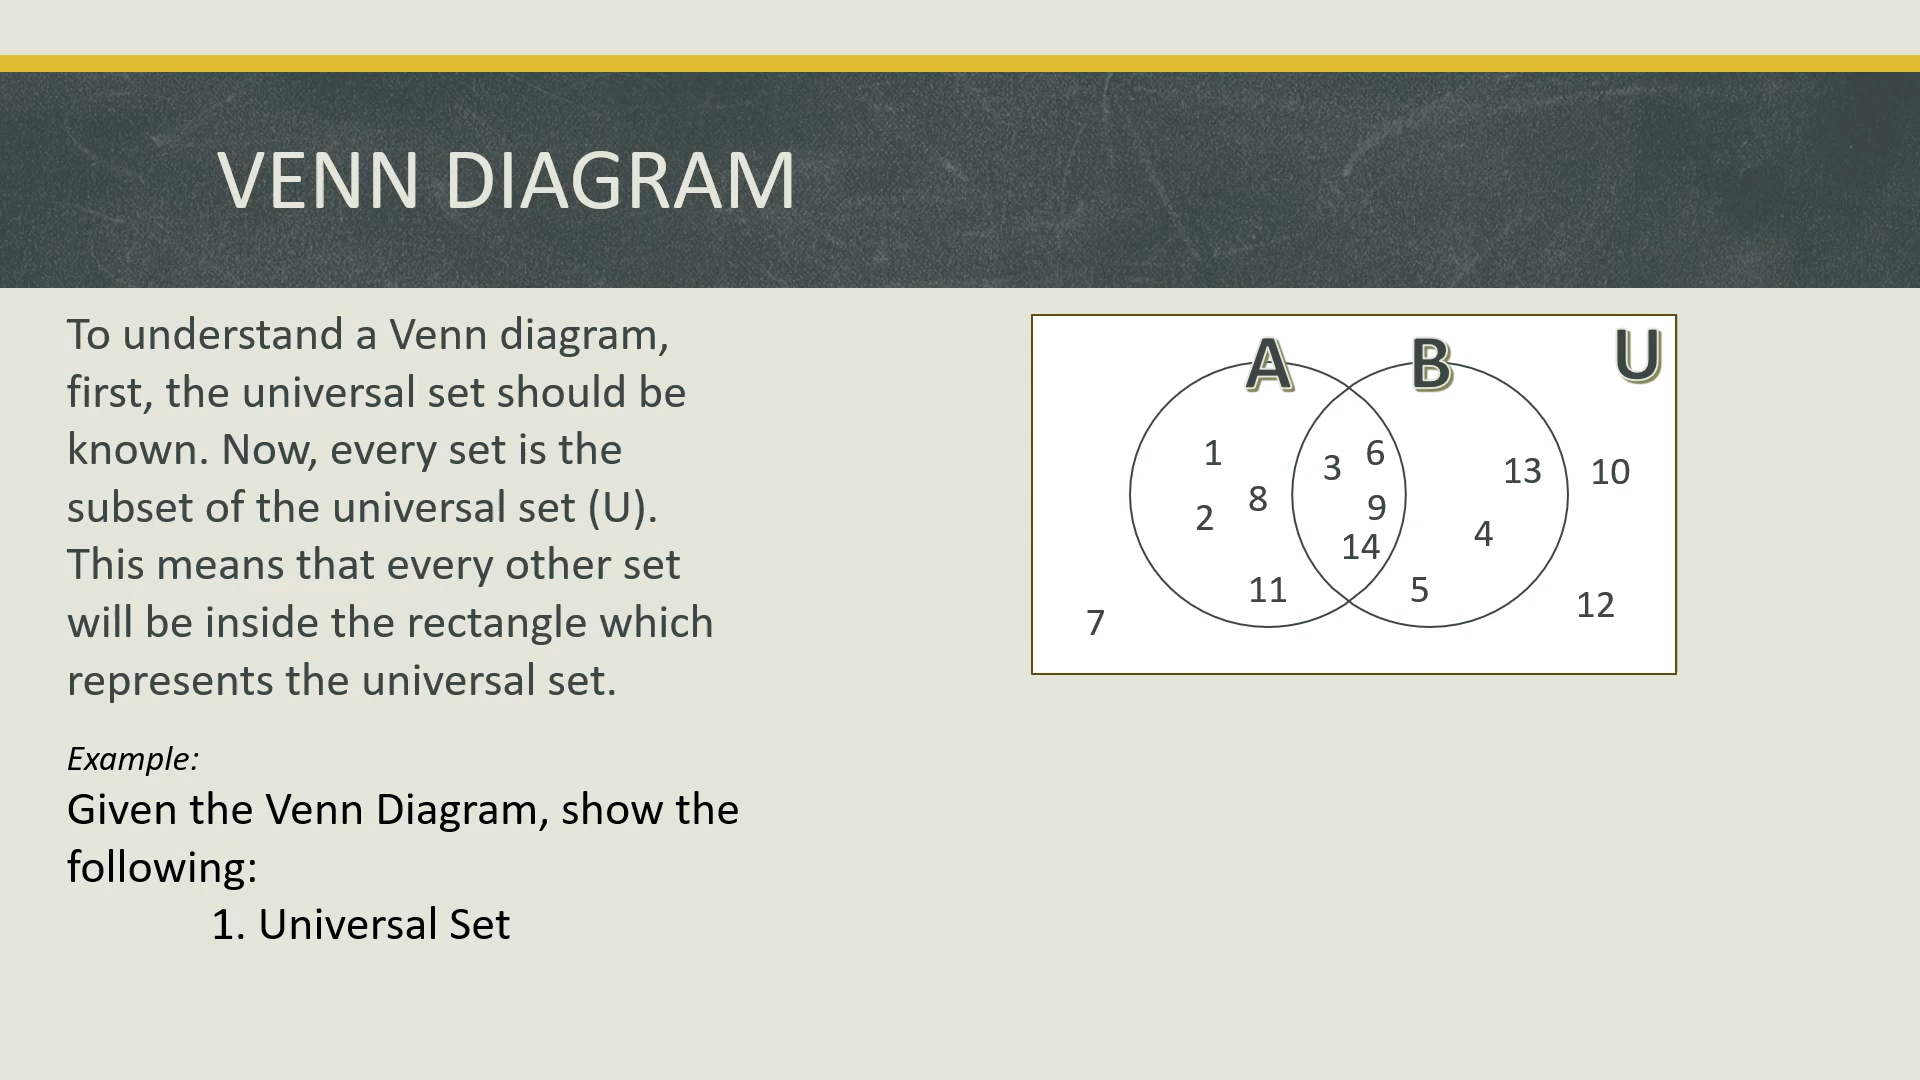 VENN DIAGRAM
To understand a Venn diagram,
first, the universal set should be
known. Now, every set is the
subset of the universal set (U).
This means that every other set
will be inside the rectangle which
represents the universal set.
Example:
Given the Venn Diagram, show the
following:
1. Universal Set
A B U
1 3 6 13 10
2 8 9 4
14
11 5 12
7